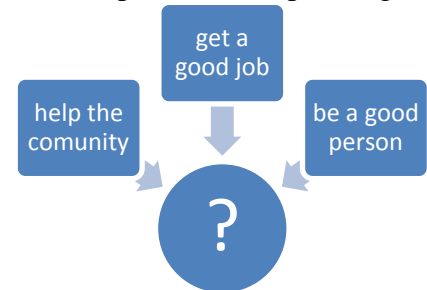 get a
good job
help the
comunity
be a good
person
?